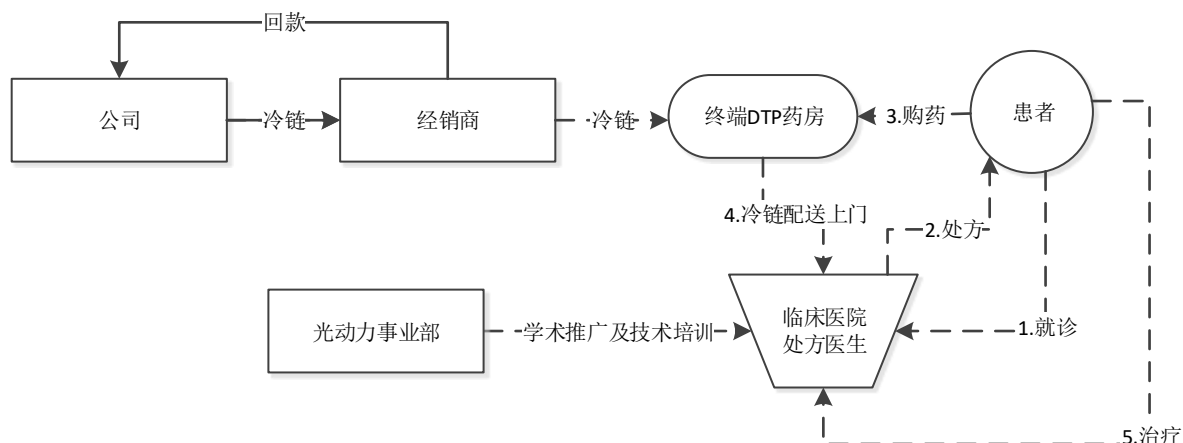 回款
公司
冷链
经销商
冷链
终端DTP药房
3.购药
患者
4.冷链配送上门
2.处方
光动力事业部
学术推广及技术培训
临床医院
处方医生
1.就诊
5.治疗